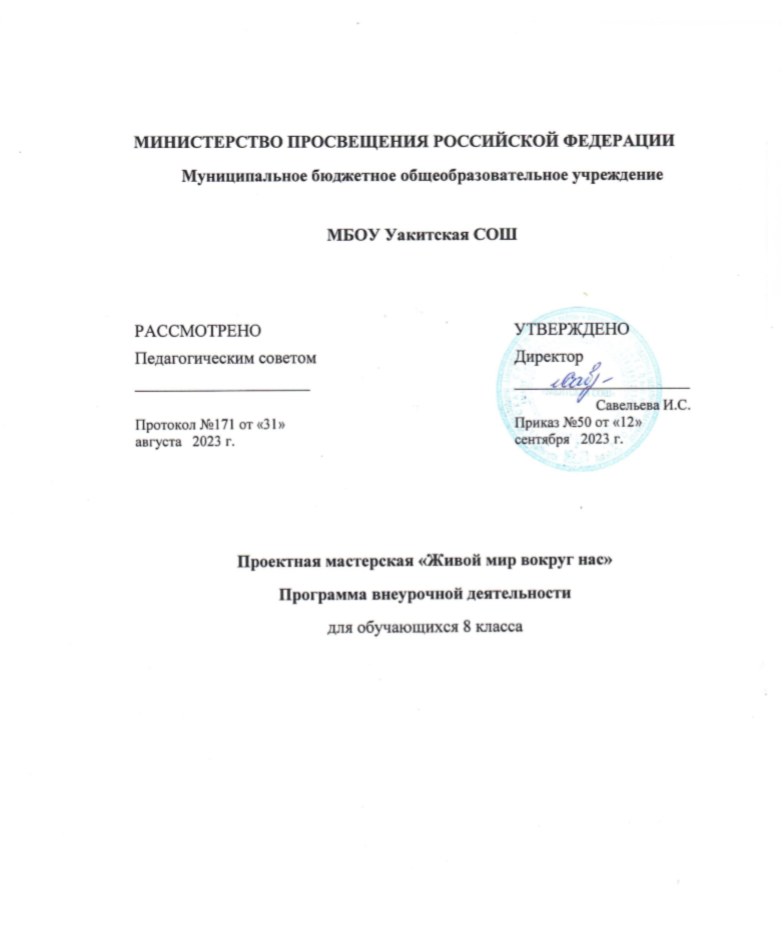 МИНИСТЕРСТВО ПРОСВЕЩЕНИЯ РОССИЙСКОЙ ФЕДЕРАЦИИ
Муниципальное бюджетное общеобразовательное учреждение
МБОУ Уакитская СОШ
РАССМОТРЕНО
Педагогическим советом
Протокол №171 от «31»
августа 2023 г.
УТВЕРЖДЕНО
Директор
Савельева И.С.
Приказ №50 от «12»
сентября 2023 г.
Проектная мастерская «Живой мир вокруг нас»
Программа внеурочной деятельности
для обучающихся 8 класса